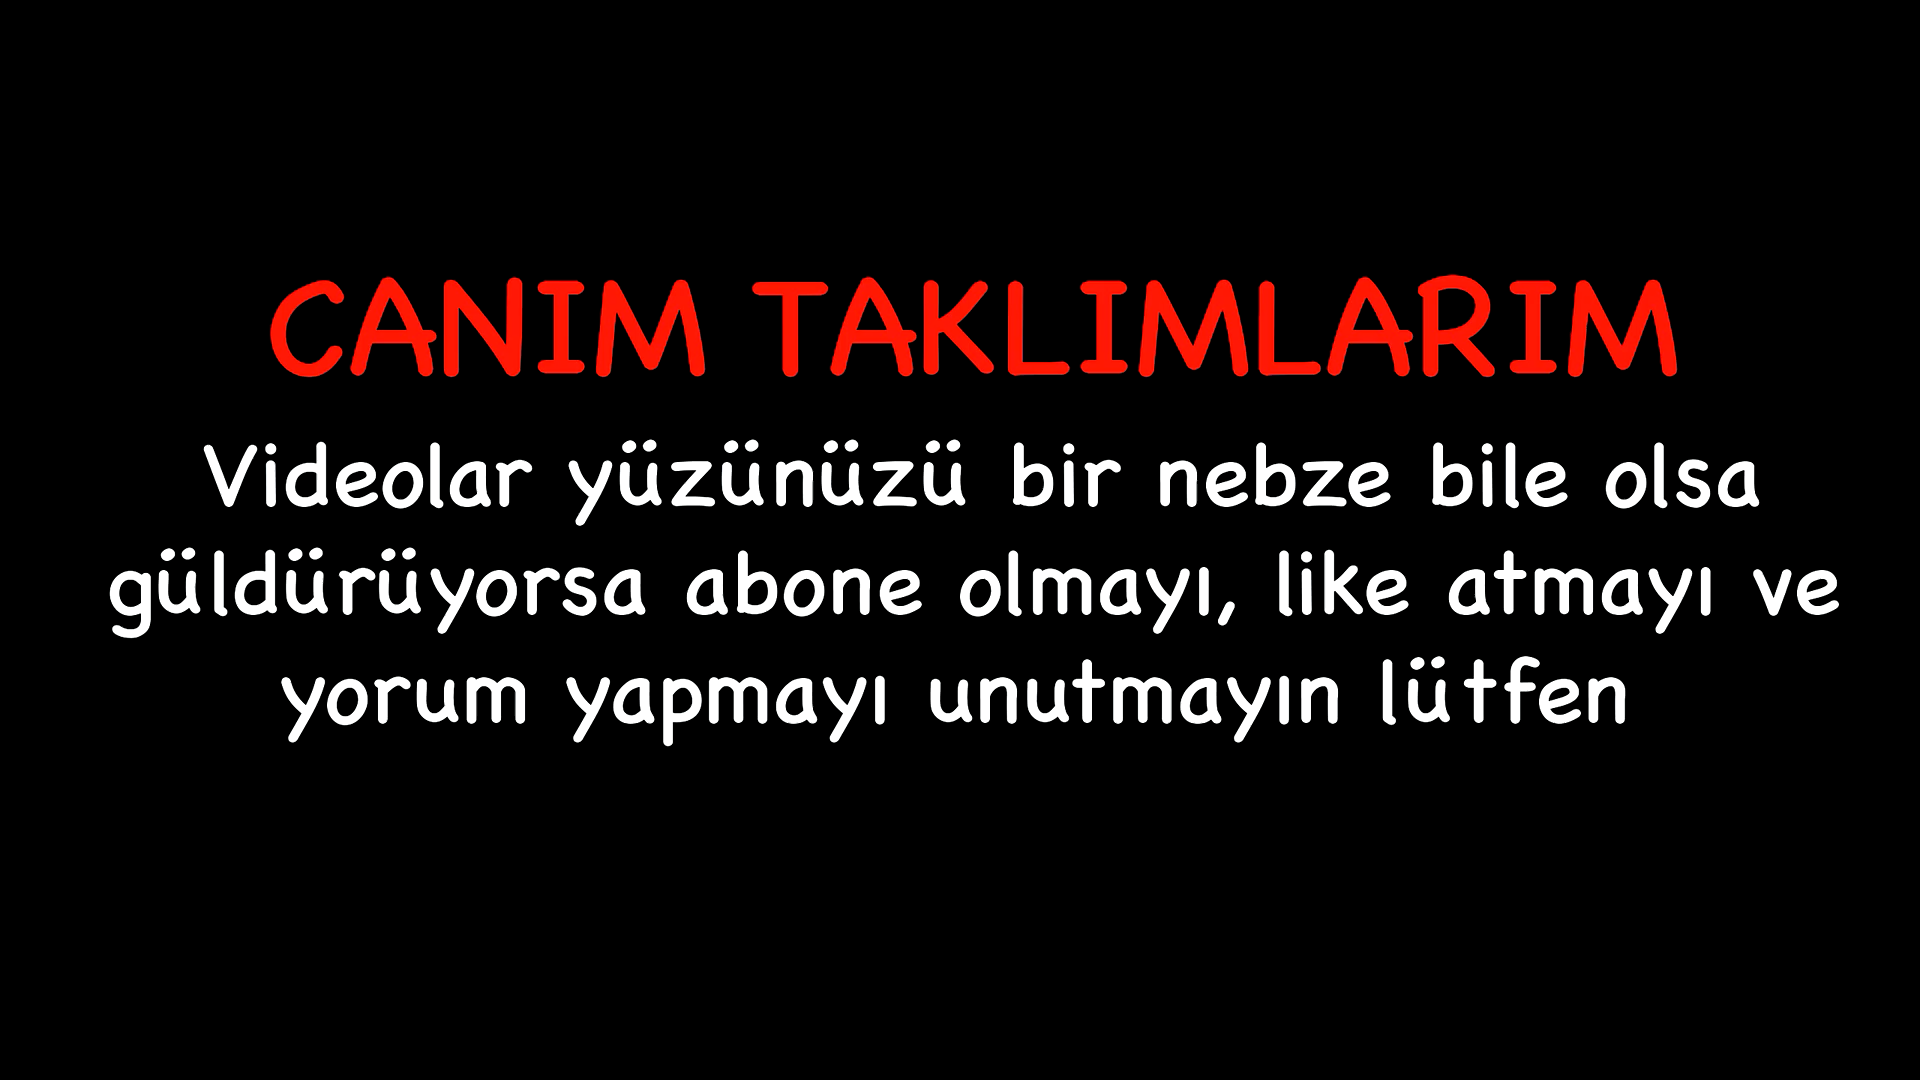 CANIM TAKLIMLARIM
Videolar yüzünüzü bir nebze bile olsa
güldürüyorsa abone olmayı, like atmayı ve
yorum yapmayı unutmayın lütfen